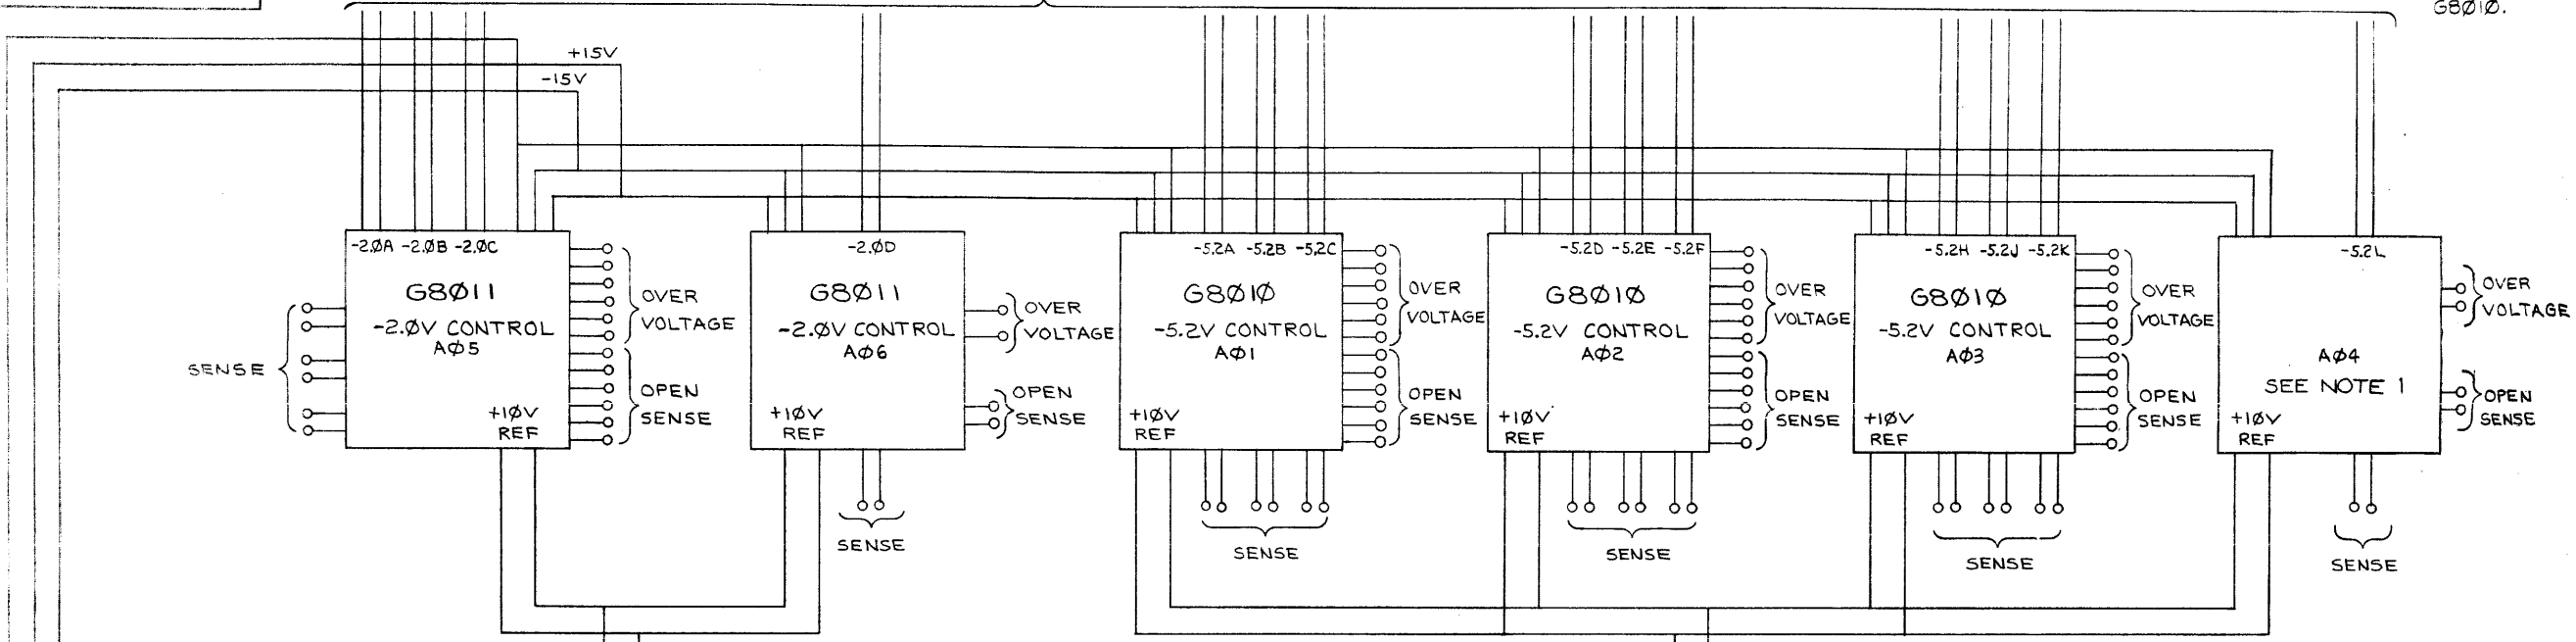 G 8Ø1Ø.
+15V
-15V
-2.ØA -2.ØB -2.ØC
G8Ø11
-2.ØV CONTROL
AØ5
+1ØV
REF
SENSE
OVER
VOLTAGE
OPEN
SENSE
-2.ØD
G8Ø11
-2.ØV CONTROL
AØ6
+1ØV
REF
OVER
VOLTAGE
OPEN
SENSE
SENSE
-5.2A -5.2B -5.2C
G8Ø1Ø
-5.2V CONTROL
AØ1
+1ØV
REF
OVER
VOLTAGE
OPEN
SENSE
SENSE
-5.2D -5.2E -5.2F
G8Ø1Ø
-5.2V CONTROL
AØ2
+1ØV
REF
OVER
VOLTAGE
OPEN
SENSE
SENSE
-5.2H -5.2J -5.2K
G8Ø1Ø
-5.2V CONTROL
AØ3
+1ØV
REF
OVER
VOLTAGE
OPEN
SENSE
SENSE
-5.2L
AØ4
SEE NOTE 1
+1ØV
REF
OVER
VOLTAGE
OPEN
SENSE
SENSE